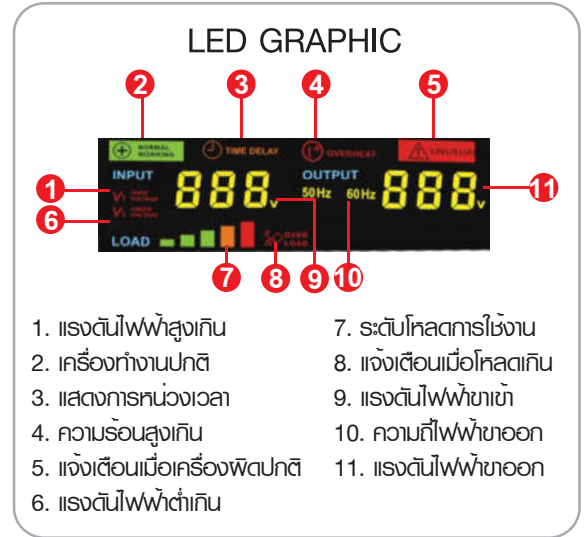 LED GRAPHIC
2 3 4 5
NORMAL WORKING TIME DELAY OVERHEAT UNUSUAL
INPUT OUTPUT
1 888v 50Hz 60Hz 888v 11
OVER VOLTAGE
6 UNDER VOLTAGE
LOAD OVER LOAD
7 8 9 10
1. แรงดันไฟฟ้าสูงเกิน
2. เครื่องทำงานปกติ
3. แสดงการหน่วงเวลา
4. ความร้อนสูงเกิน
5. แจ้งเตือนเมื่อเครื่องผิดปกติ
6. แรงดันไฟฟ้าต่ำเกิน
7. ระดับโหลดการใช้งาน
8. แจ้งเตือนเมื่อโหลดเกิน
9. แรงดันไฟฟ้าขาเข้า
10. ความถี่ไฟฟ้าขาออก
11. แรงดันไฟฟ้าขาออก